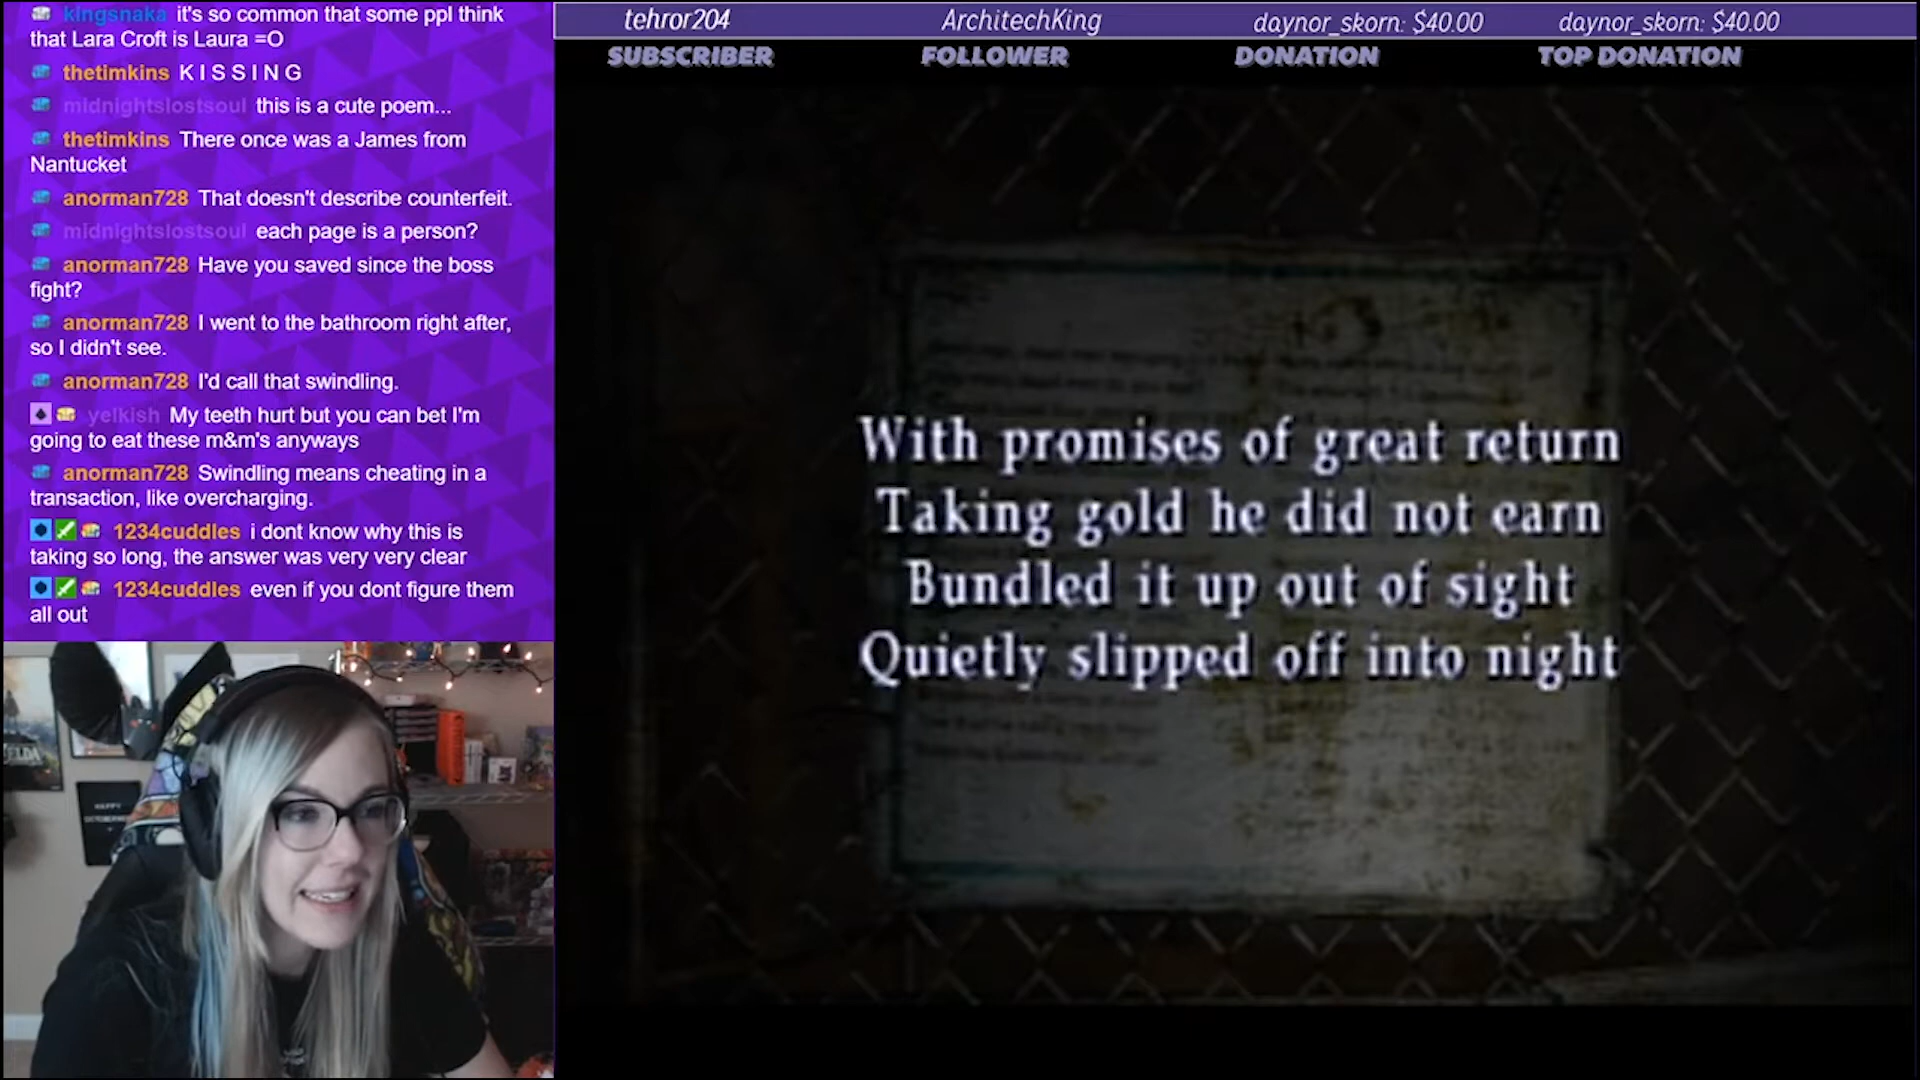 kingsnaka it's so common that some ppl think
that Lara Croft is Laura =O
thetimkins K I S S I N G
midnightslostsoul this is a cute poem...
thetimkins There once was a James from
Nantucket
anorman728 That doesn't describe counterfeit.
midnightslostsoul each page is a person?
anorman728 Have you saved since the boss
fight?
anorman728 I went to the bathroom right after,
so I didn't see.
anorman728 I'd call that swindling.
yelkish My teeth hurt but you can bet I'm
going to eat these m&m's anyways
anorman728 Swindling means cheating in a
transaction, like overcharging.
1234cuddles i dont know why this is
taking so long, the answer was very very clear
1234cuddles even if you dont figure them
all out
tehror204 ArchitechKing daynor_skorn: $40.00 daynor_skorn: $40.00
SUBSCRIBER FOLLOWER DONATION TOP DONATION
With promises of great return
Taking gold he did not earn
Bundled it up out of sight
Quietly slipped off into night
HAPPY